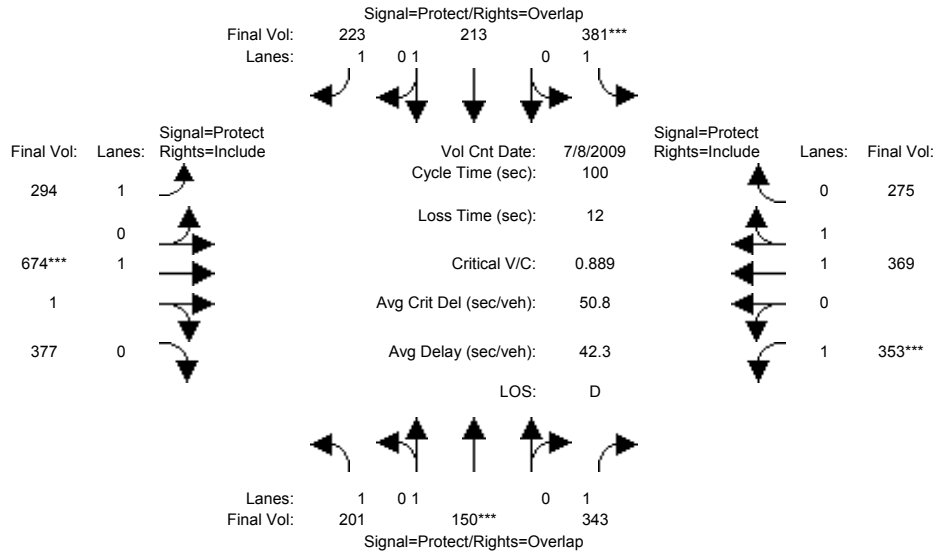 Signal=Protect/Rights=Overlap
Final Vol: 223 213 381***
Lanes: 1 0 1 0 1
Signal=Protect
Final Vol: Lanes: Rights=Include
294 1
0
674*** 1
1
377 0
Vol Cnt Date: 7/8/2009
Cycle Time (sec): 100
Loss Time (sec): 12
Critical V/C: 0.889
Avg Crit Del (sec/veh): 50.8
Avg Delay (sec/veh): 42.3
LOS: D
Signal=Protect
Rights=Include Lanes: Final Vol:
0 275
1
1 369
0
1 353***
Lanes: 1 0 1 0 1
Final Vol: 201 150*** 343
Signal=Protect/Rights=Overlap